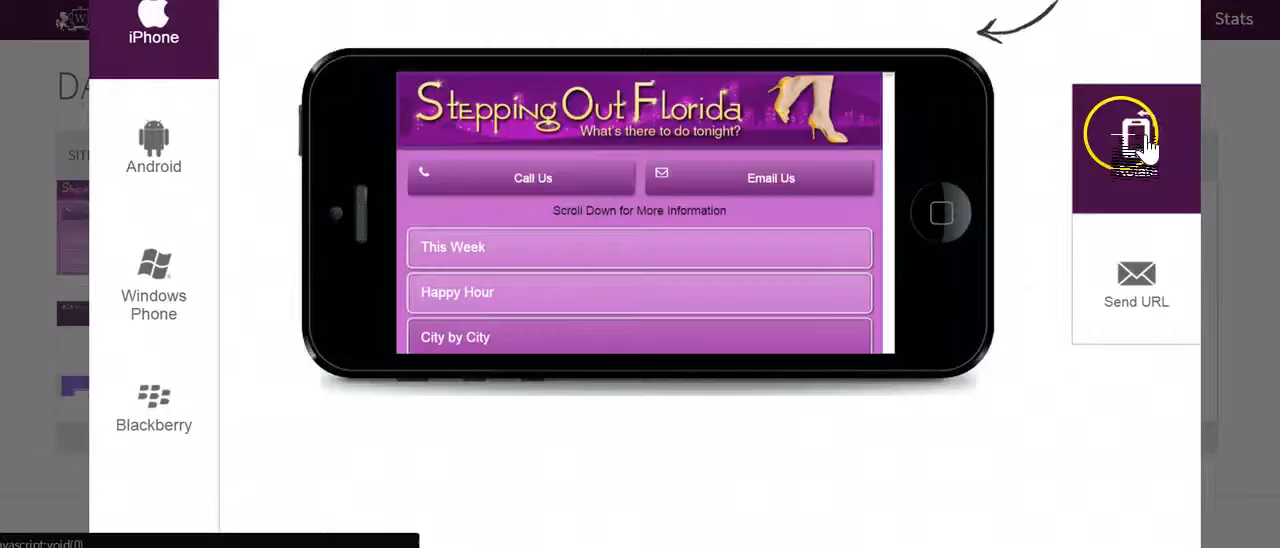 Stats
iPhone
Android
Windows
Phone
Blackberry
Stepping Out Florida
What's there to do tonight?
Call Us
Email Us
Scroll Down for More Information
This Week
Happy Hour
City by City
Send URL